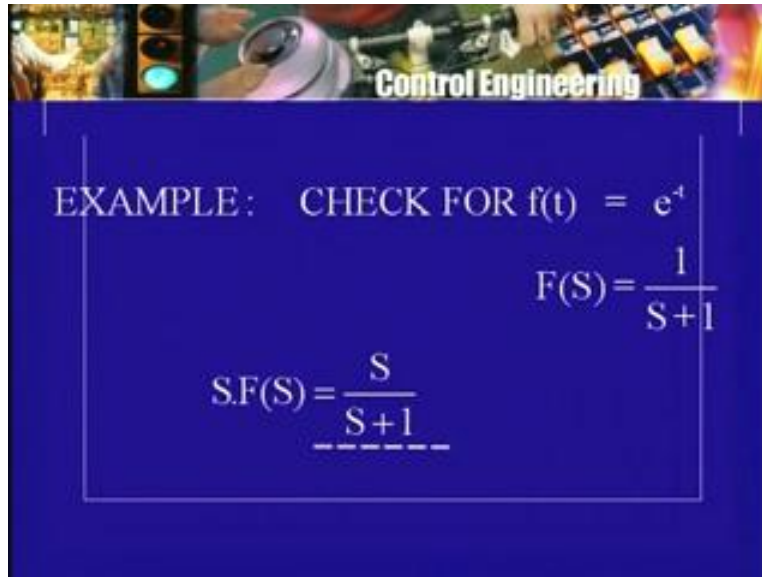 Control Engineering
EXAMPLE: CHECK FOR f(t) = e^-t
F(S) = 1/(S+1)
S.F(S) = S/(S+1)